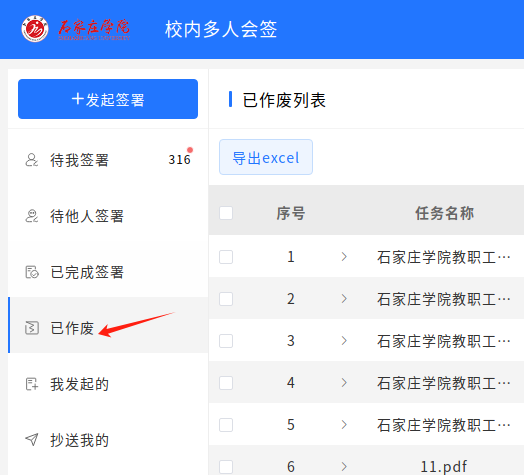 石家庄学院 校内多人会签
+发起签署
待我签署 316
待他人签署
已完成签署
已作废
我发起的
抄送我的
已作废列表
导出excel
序号 任务名称
1 石家庄学院教职工…
2 石家庄学院教职工…
3 石家庄学院教职工…
4 石家庄学院教职工…
5 石家庄学院教职工…
6 11.pdf